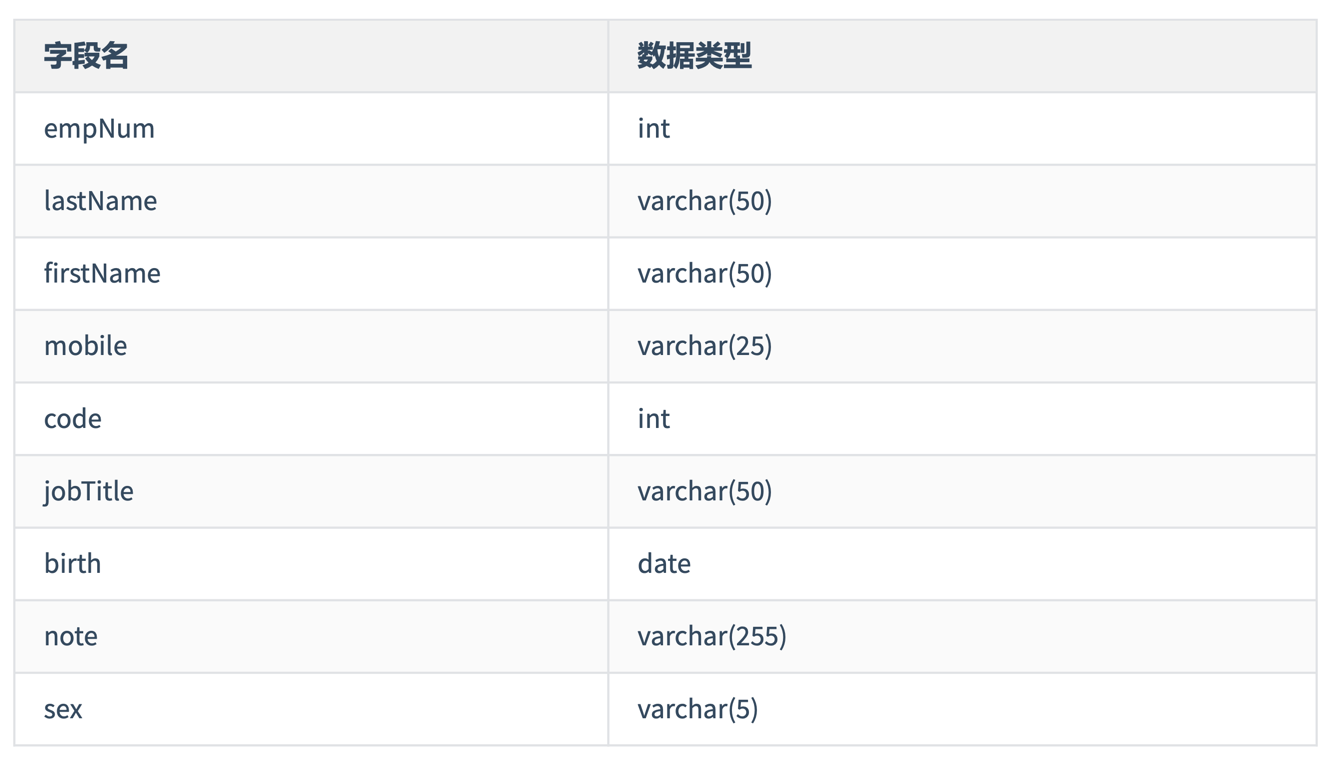 字段名 数据类型
empNum int
lastName varchar(50)
firstName varchar(50)
mobile varchar(25)
code int
jobTitle varchar(50)
birth date
note varchar(255)
sex varchar(5)